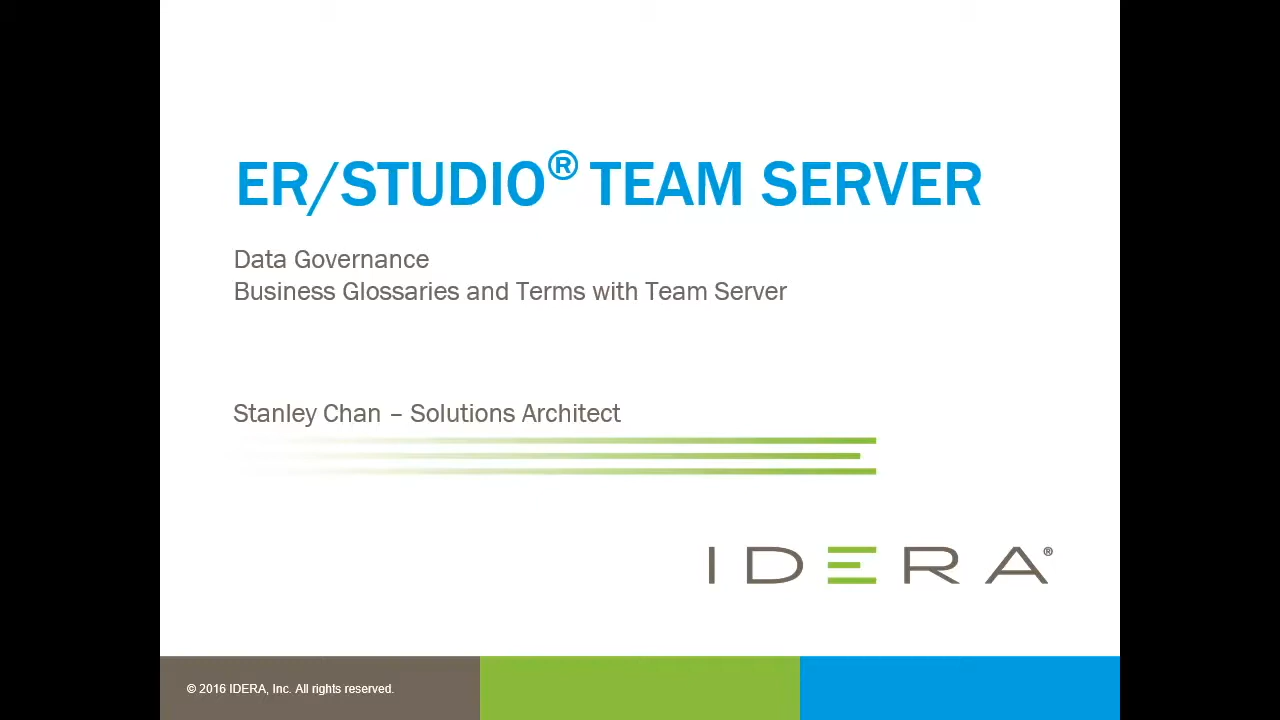 ER/STUDIO® TEAM SERVER
Data Governance
Business Glossaries and Terms with Team Server
Stanley Chan – Solutions Architect
IDERA®
© 2016 IDERA, Inc. All rights reserved.